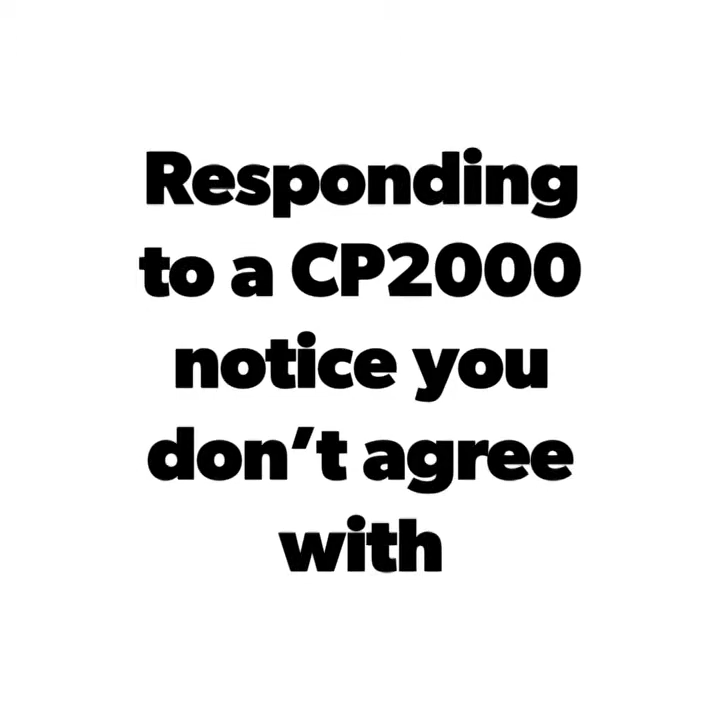 Responding
to a CP2000
notice you
don’t agree
with